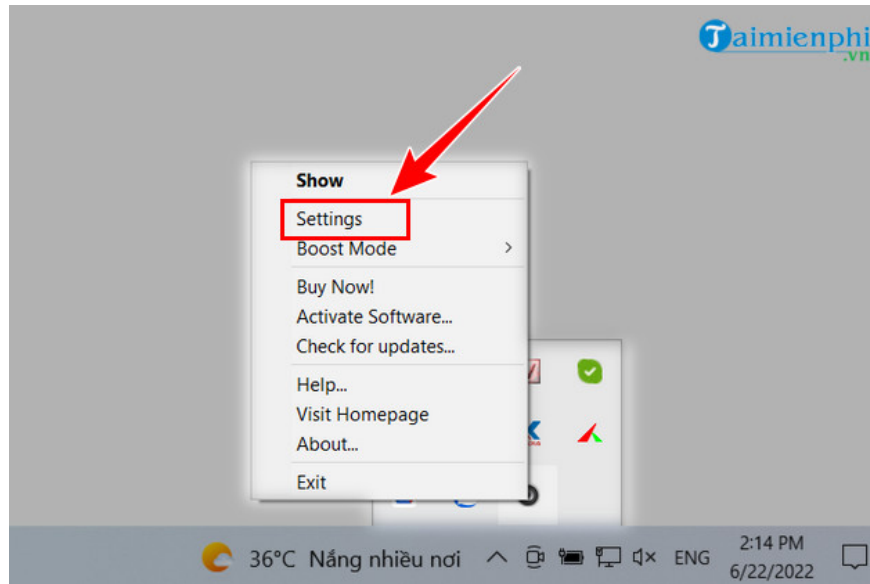 Taimienphi
.vn
Show
Settings
Boost Mode
Buy Now!
Activate Software...
Check for updates...
Help...
Visit Homepage
About...
Exit
36°C Nắng nhiều nơi
ENG
2:14 PM
6/22/2022